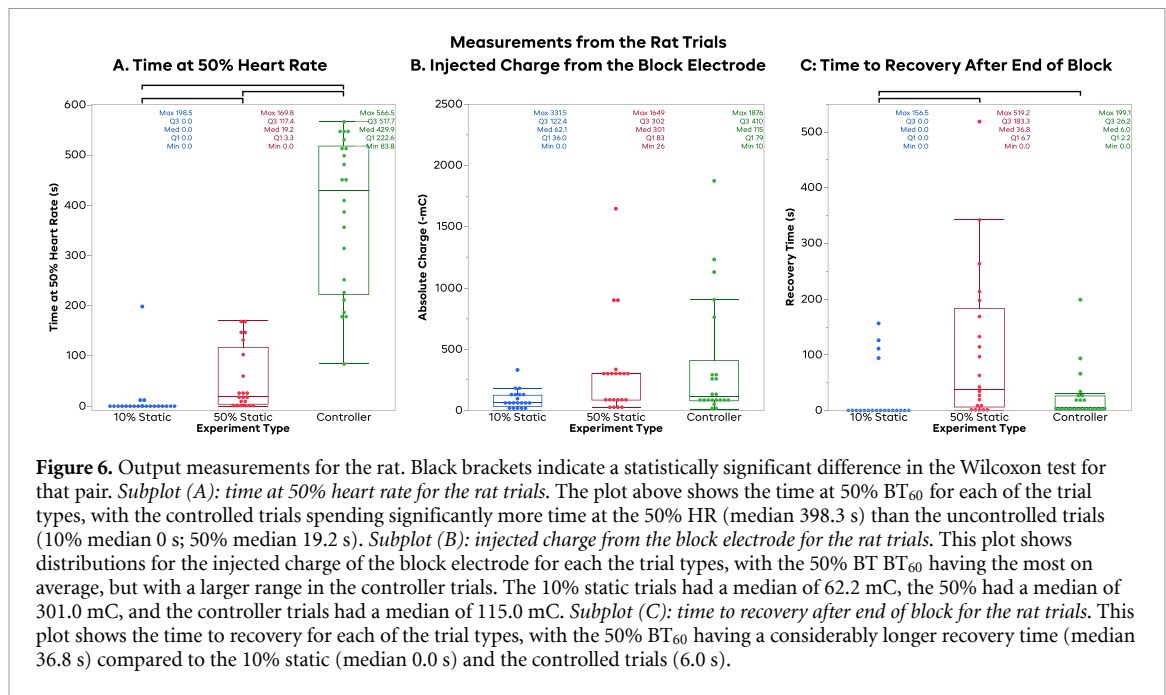 Measurements from the Rat Trials
A. Time at 50% Heart Rate
B. Injected Charge from the Block Electrode
C: Time to Recovery After End of Block
Time at 50% Heart Rate (s)
600
500
400
300
200
100
0
Max 198.5
Q3 0.0
Med 0.0
Q1 0.0
Min 0.0
Max 169.8
Q3 117.4
Med 19.2
Q1 3.3
Min 0.0
Max 566.5
Q3 517.7
Med 429.9
Q1 222.6
Min 83.8
10% Static
50% Static
Controller
Experiment Type
Absolute Charge (-mC)
2500
2000
1500
1000
500
0
Max 331.5
Q3 122.4
Med 62.1
Q1 36.0
Min 0.0
Max 1649
Q3 302
Med 301
Q1 83
Min 26
Max 1876
Q3 410
Med 115
Q1 79
Min 10
10% Static
50% Static
Controller
Experiment Type
Recovery Time (s)
500
300
200
100
0
Max 156.5
Q3 0.0
Med 0.0
Q1 0.0
Min 0.0
Max 519.2
Q3 183.3
Med 36.8
Q1 6.7
Min 0.0
Max 199.1
Q3 26.2
Med 6.0
Q1 2.2
Min 0.0
10% Static
50% Static
Controller
Experiment Type
Figure 6. Output measurements for the rat. Black brackets indicate a statistically significant difference in the Wilcoxon test for
that pair. Subplot (A): time at 50% heart rate for the rat trials. The plot above shows the time at 50% BT60 for each of the trial
types, with the controlled trials spending significantly more time at the 50% HR (median 398.3 s) than the uncontrolled trials
(10% median 0 s; 50% median 19.2 s). Subplot (B): injected charge from the block electrode for the rat trials. This plot shows
distributions for the injected charge of the block electrode for each the trial types, with the 50% BT BT60 having the most on
average, but with a larger range in the controller trials. The 10% static trials had a median of 62.2 mC, the 50% had a median of
301.0 mC, and the controller trials had a median of 115.0 mC. Subplot (C): time to recovery after end of block for the rat trials. This
plot shows the time to recovery for each of the trial types, with the 50% BT60 having a considerably longer recovery time (median
36.8 s) compared to the 10% static (median 0.0 s) and the controlled trials (6.0 s).